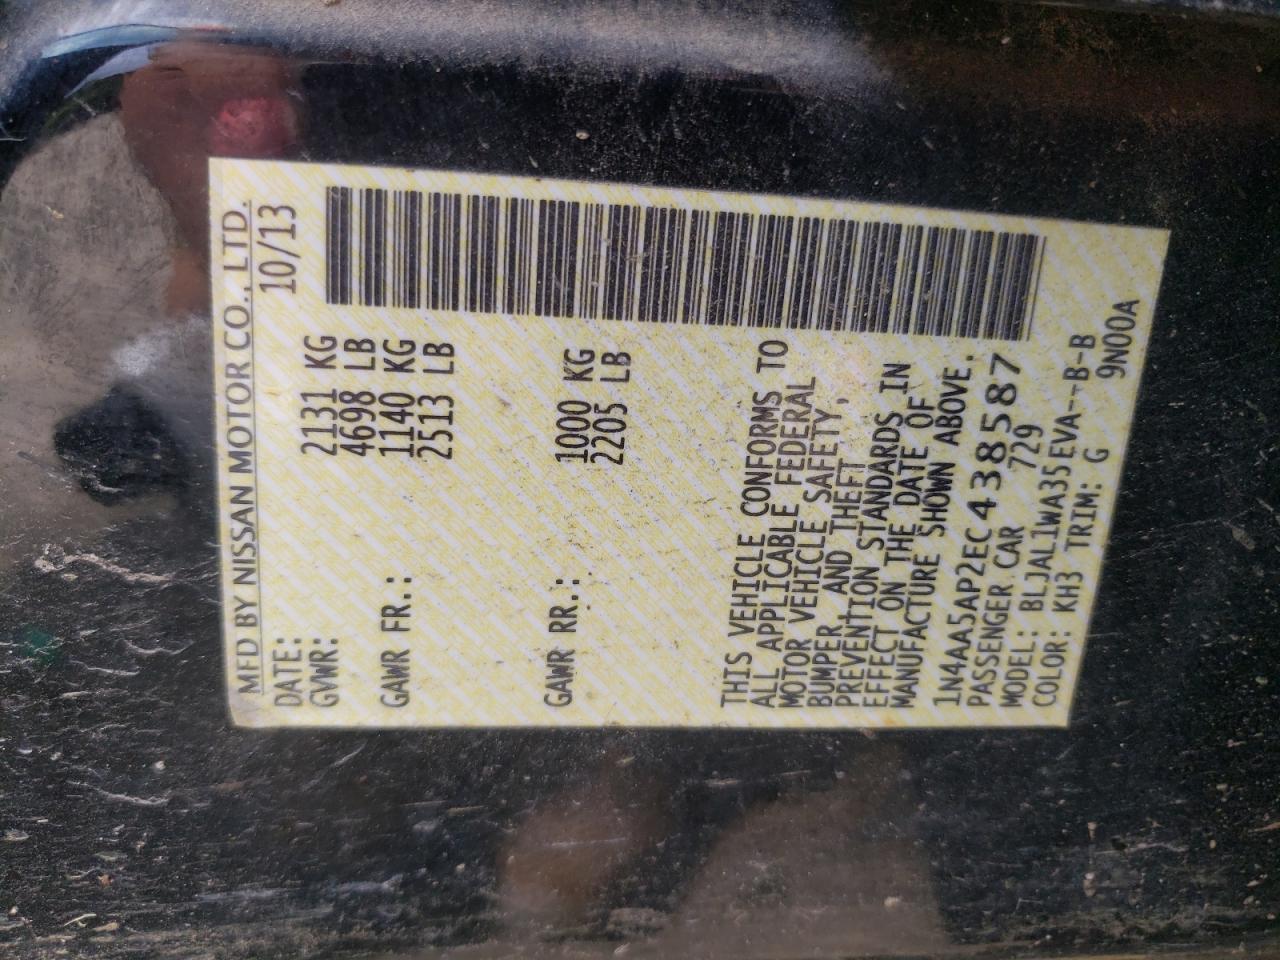 MFD BY NISSAN MOTOR CO., LTD.
DATE: 10/13
GVWR: 2131 KG
4698 LB
GAWR FR.: 1140 KG
2513 LB
GAWR RR.: 1000 KG
2205 LB
THIS VEHICLE CONFORMS TO
ALL APPLICABLE FEDERAL
MOTOR VEHICLE SAFETY,
BUMPER, AND THEFT
PREVENTION STANDARDS IN
EFFECT ON THE DATE OF
MANUFACTURE SHOWN ABOVE.
1N4AA5AP2EC438587
PASSENGER CAR 729
MODEL: BLJAL1WA35EVA--B-B
COLOR: KH3 TRIM: G 9N00A